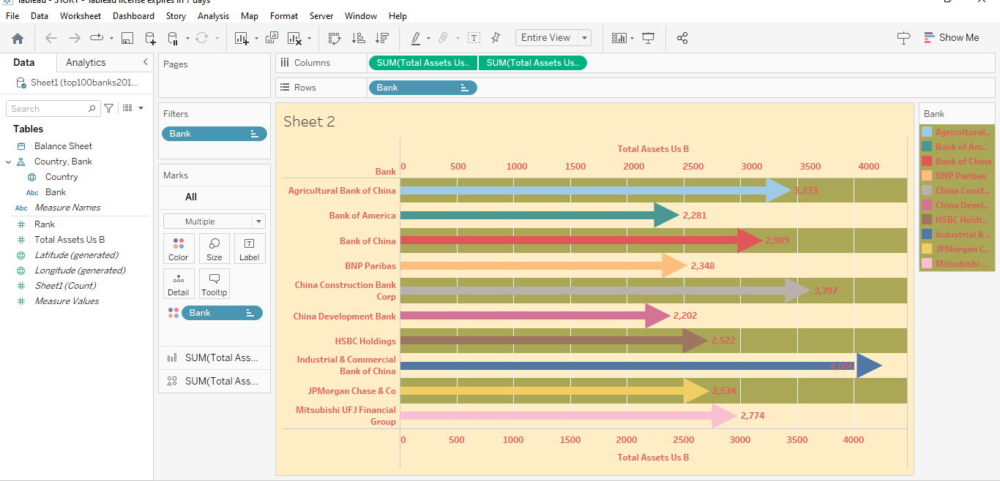 Tableau - STORY - Tableau license expires in 7 days
File Data Worksheet Dashboard Story Analysis Map Format Server Window Help
Entire View
Show Me
Data Analytics
Sheet1 (top100banks201...
Search
Tables
Balance Sheet
Country, Bank
Country
Abc Bank
Abc Measure Names
Rank
Total Assets Us B
Latitude (generated)
Longitude (generated)
Sheet1 (Count)
Measure Values
Pages
Filters
Bank
Marks
All
Multiple
Color Size Label
Detail Tooltip
Bank
SUM(Total Ass...
SUM(Total Ass...
Columns SUM(Total Assets Us.. SUM(Total Assets Us..
Rows Bank
Sheet 2
Total Assets Us B
Bank 0 500 1000 1500 2000 2500 3000 3500 4000
Agricultural Bank of China 3,233
Bank of America 2,281
Bank of China 2,989
BNP Paribas 2,348
China Construction Bank
Corp 3,397
China Development Bank 2,202
HSBC Holdings 2,522
Industrial & Commercial
Bank of China
JPMorgan Chase & Co 2,534
Mitsubishi UFJ Financial
Group 2,774
0 500 1000 1500 2000 2500 3000 3500 4000
Total Assets Us B
Bank
Agricultural..
Bank of Am..
Bank of China
BNP Paribas
China Const..
China Devel..
HSBC Holdi..
Industrial & ..
JPMorgan C..
Mitsubishi ..